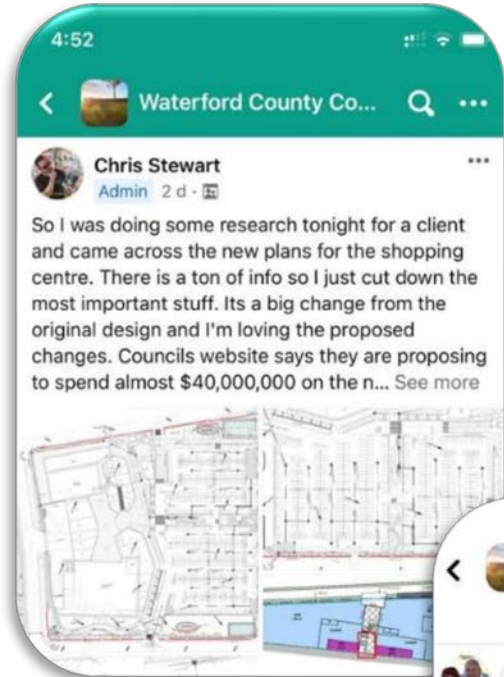 4:52
Waterford County Co...
Chris Stewart
Admin 2 d ·
So I was doing some research tonight for a client
and came across the new plans for the shopping
centre. There is a ton of info so I just cut down the
most important stuff. Its a big change from the
original design and I'm loving the proposed
changes. Councils website says they are proposing
to spend almost $40,000,000 on the n... See more